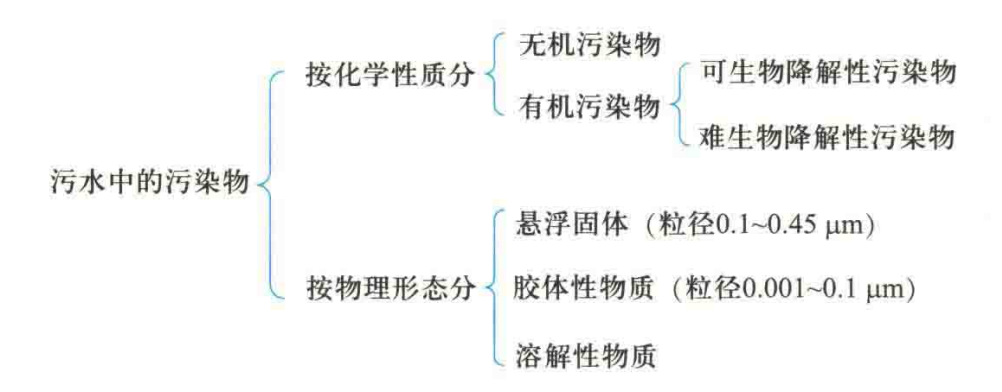 无机污染物
按化学性质分
可生物降解性污染物
有机污染物
难生物降解性污染物
污水中的污染物
悬浮固体（粒径0.1~0.45 μm）
按物理形态分
胶体性物质（粒径0.001~0.1 μm）
溶解性物质